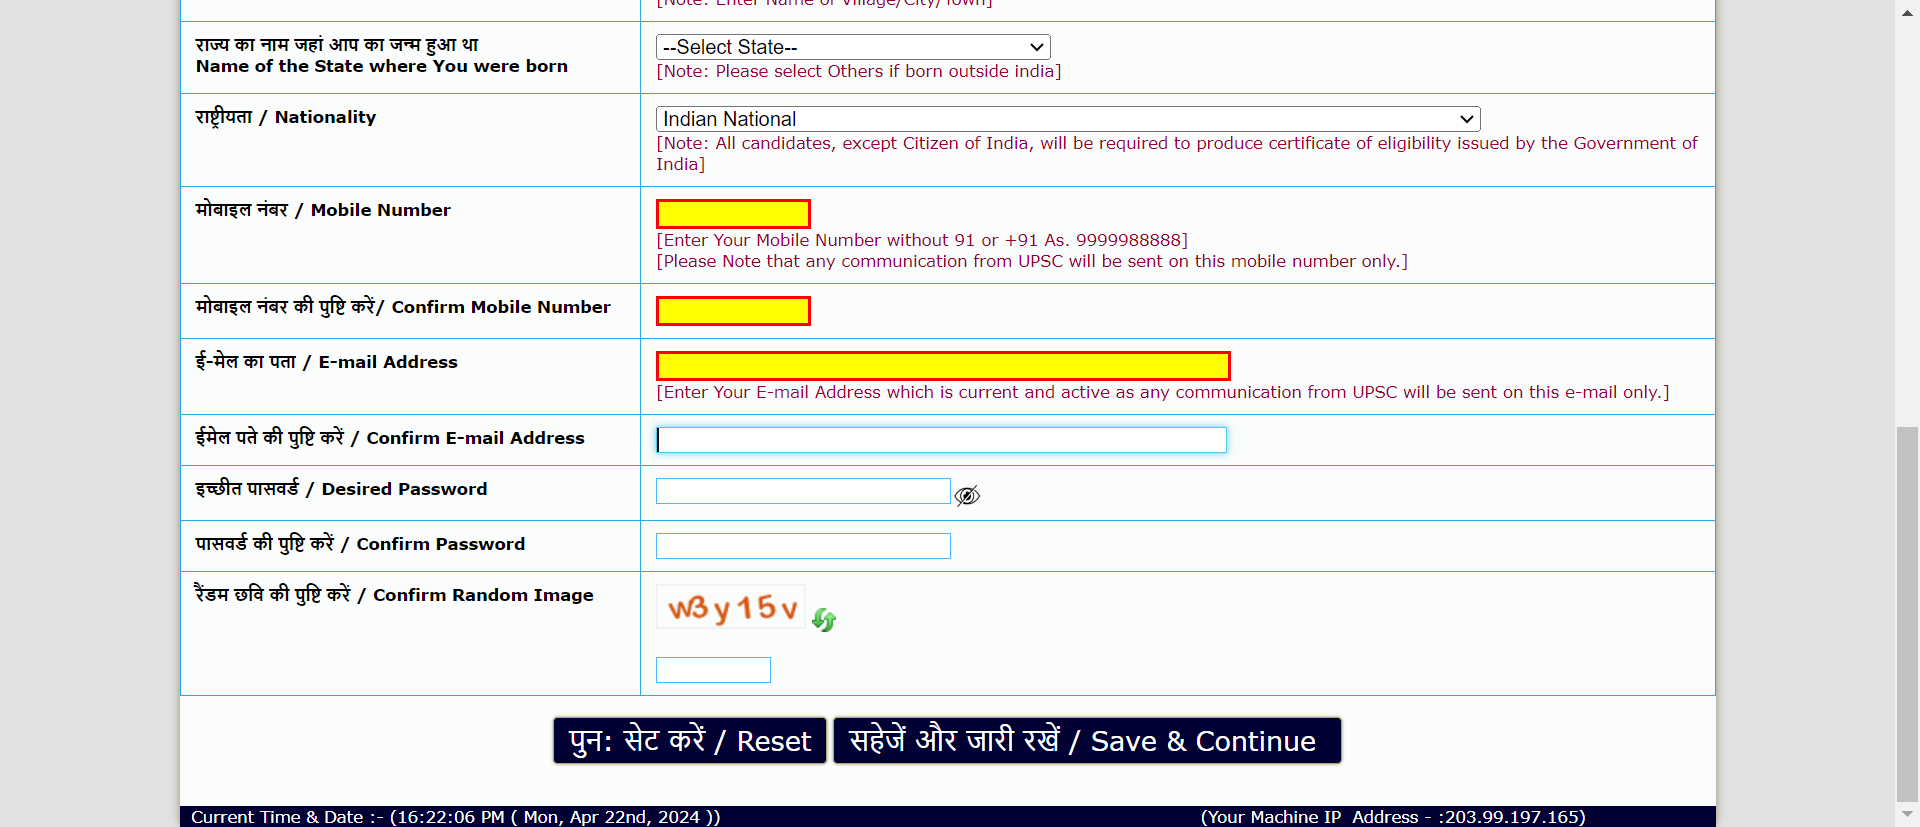 [Note: Enter Name of Village/City/Town]
राज्य का नाम जहां आप का जन्म हुआ था
Name of the State where You were born
--Select State--
[Note: Please select Others if born outside india]
राष्ट्रीयता / Nationality
Indian National
[Note: All candidates, except Citizen of India, will be required to produce certificate of eligibility issued by the Government of
India]
मोबाइल नंबर / Mobile Number
[Enter Your Mobile Number without 91 or +91 As. 9999988888]
[Please Note that any communication from UPSC will be sent on this mobile number only.]
मोबाइल नंबर की पुष्टि करें/ Confirm Mobile Number
ई-मेल का पता / E-mail Address
[Enter Your E-mail Address which is current and active as any communication from UPSC will be sent on this e-mail only.]
ईमेल पते की पुष्टि करें / Confirm E-mail Address
इच्छीत पासवर्ड / Desired Password
पासवर्ड की पुष्टि करें / Confirm Password
रैंडम छवि की पुष्टि करें / Confirm Random Image
w3y15v
पुन: सेट करें / Reset
सहेजें और जारी रखें / Save & Continue
Current Time & Date :- (16:22:06 PM ( Mon, Apr 22nd, 2024 ))
(Your Machine IP Address - :203.99.197.165)